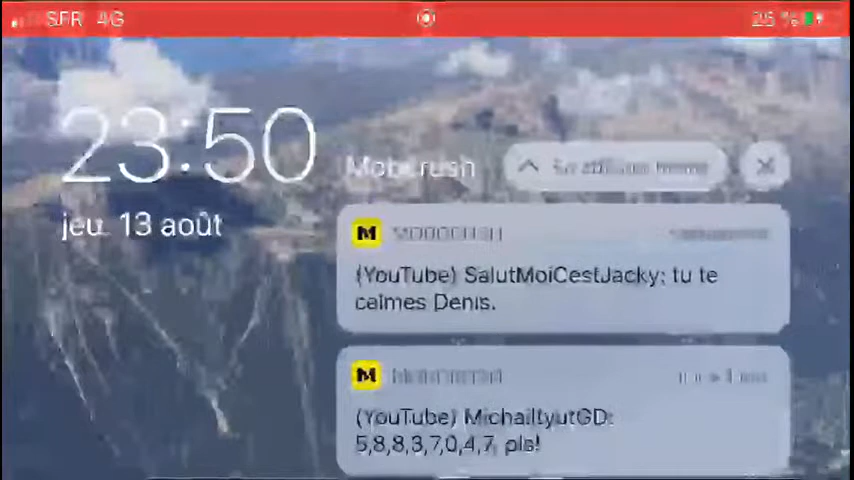 SFR 4G
25 %
23:50
jeu. 13 août
Mobcrush
(YouTube) SalutMoiCestJacky: tu te
calmes Denis.
(YouTube) MichailtyutGD:
5,8,8,3,7,0,4,7, pls!